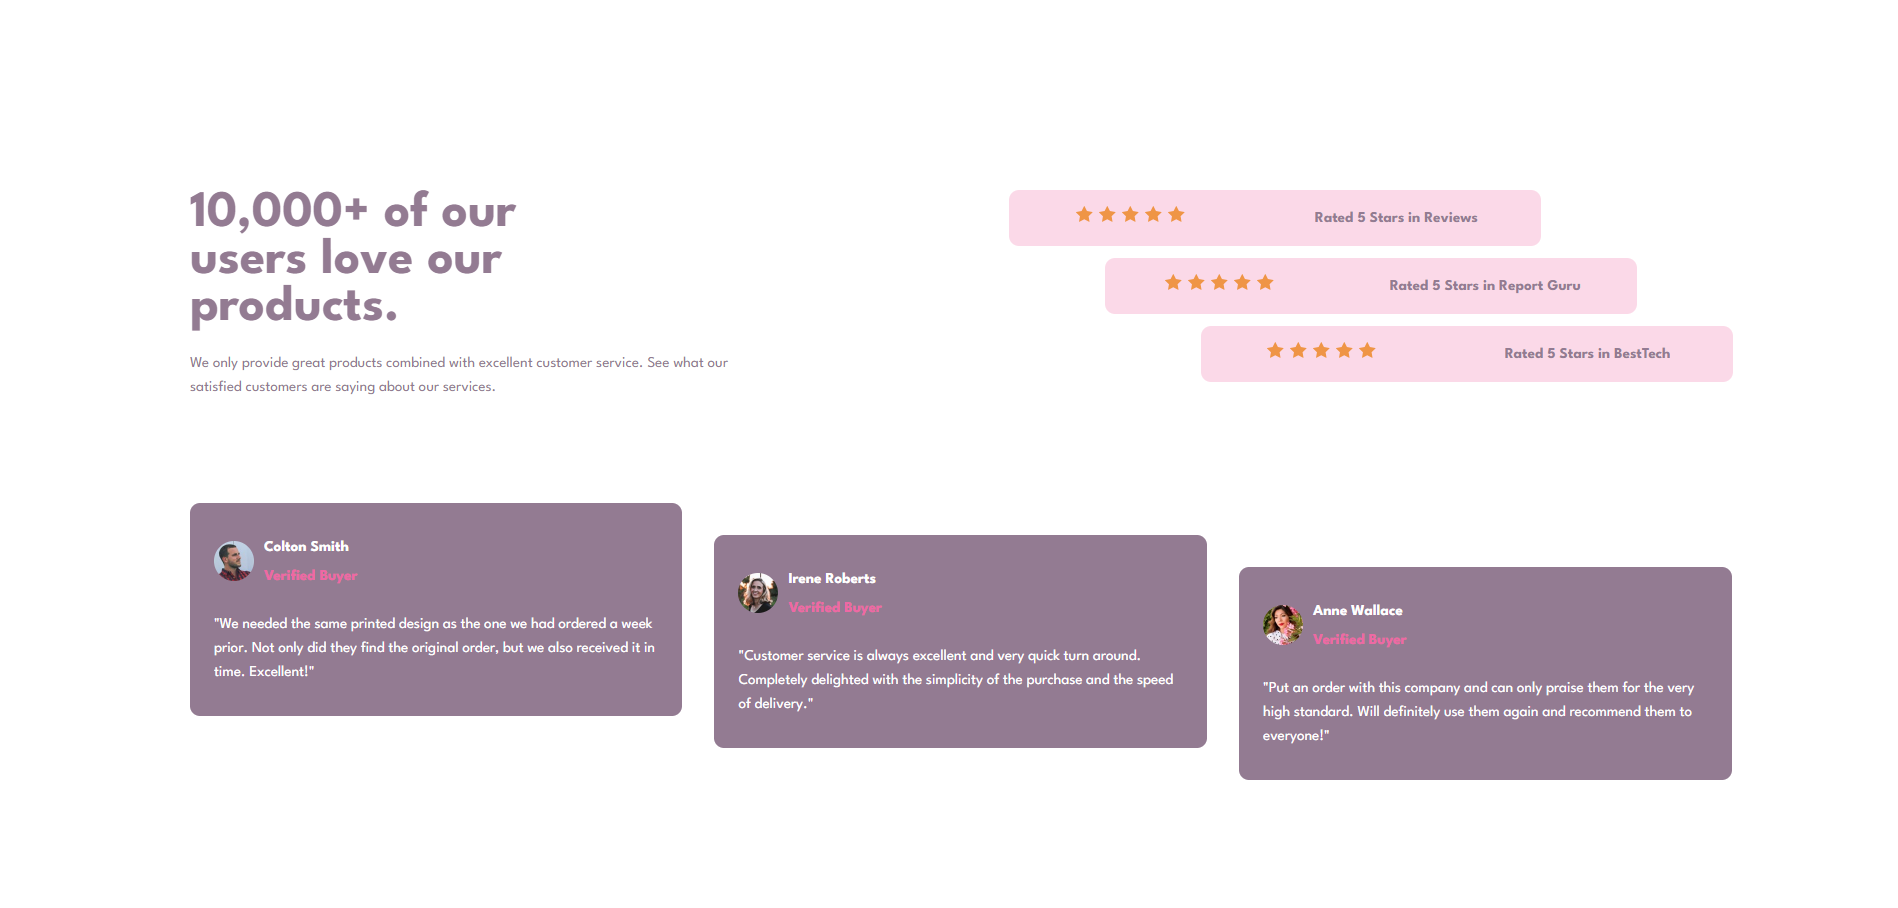 10,000+ of our
users love our
products.
We only provide great products combined with excellent customer service. See what our
satisfied customers are saying about our services.
Rated 5 Stars in Reviews
Rated 5 Stars in Report Guru
Rated 5 Stars in BestTech
Colton Smith
Verified Buyer
"We needed the same printed design as the one we had ordered a week
prior. Not only did they find the original order, but we also received it in
time. Excellent!"
Irene Roberts
Verified Buyer
"Customer service is always excellent and very quick turn around.
Completely delighted with the simplicity of the purchase and the speed
of delivery."
Anne Wallace
Verified Buyer
"Put an order with this company and can only praise them for the very
high standard. Will definitely use them again and recommend them to
everyone!"